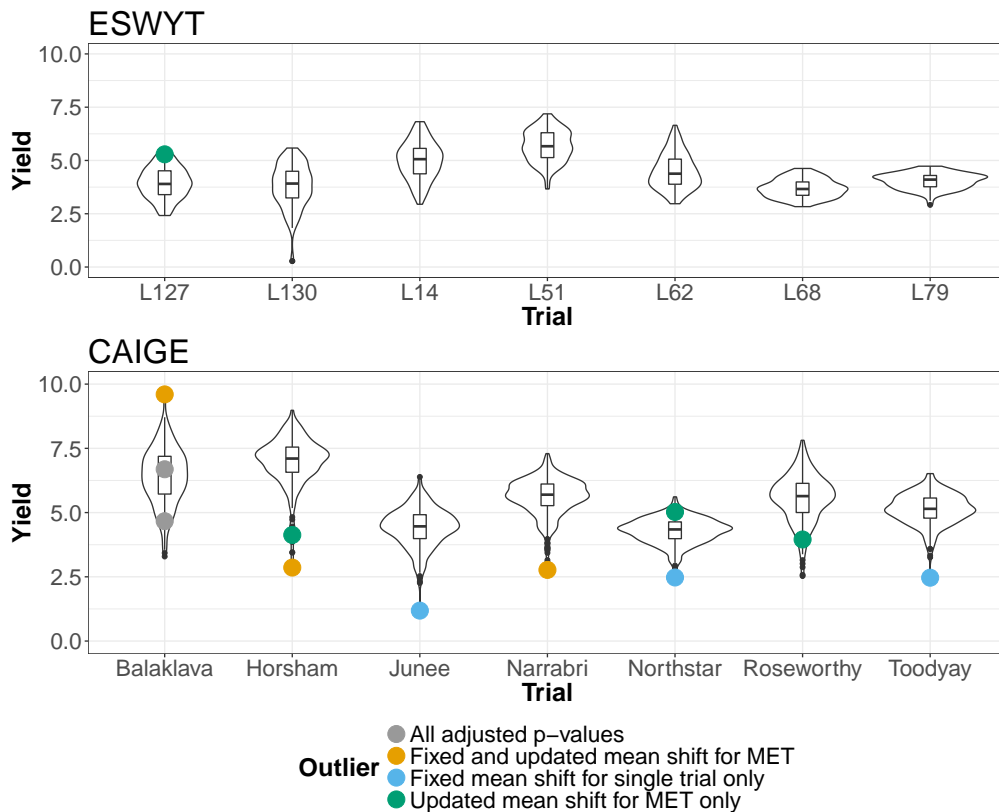 ESWYT
10.0
7.5
5.0
2.5
0.0
Yield
L127 L130 L14 L51 L62 L68 L79
Trial
CAIGE
10.0
7.5
5.0
2.5
0.0
Yield
Balaklava Horsham Junee Narrabri Northstar Roseworthy Toodyay
Trial
Outlier
All adjusted p−values
Fixed and updated mean shift for MET
Fixed mean shift for single trial only
Updated mean shift for MET only